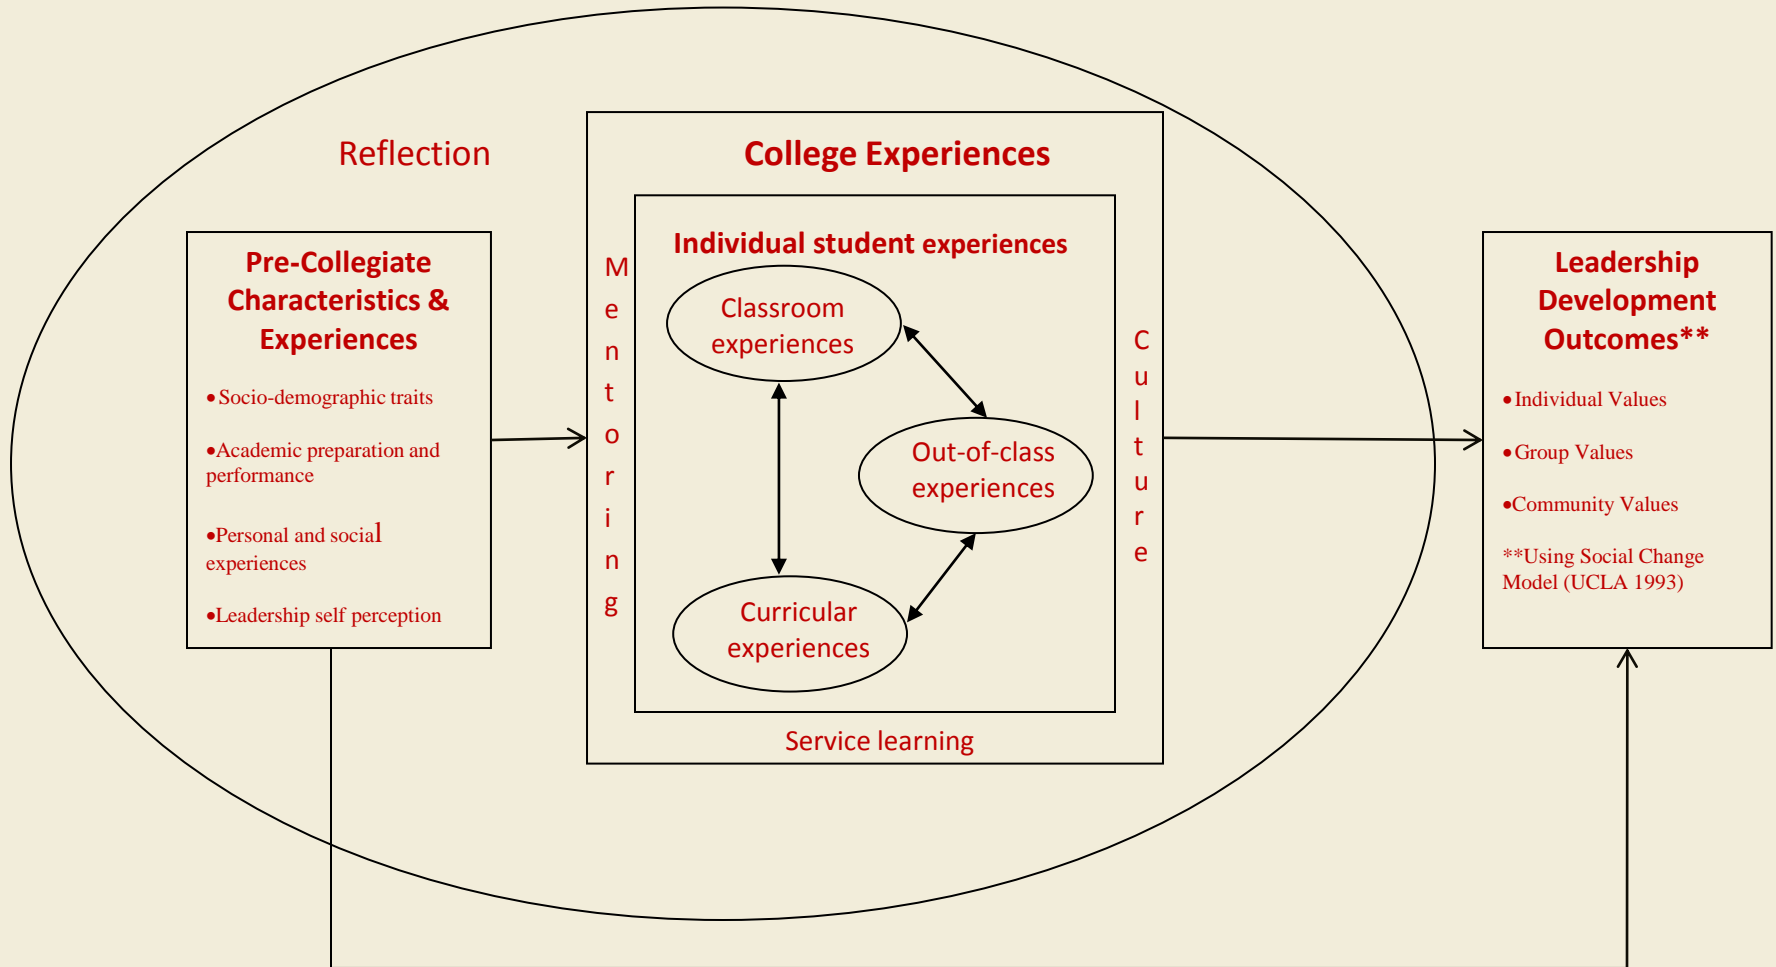 Reflection
Pre-Collegiate
Characteristics &
Experiences
•Socio-demographic traits
•Academic preparation and
performance
•Personal and social
experiences
•Leadership self perception
College Experiences
Mentoring
Individual student experiences
Classroom
experiences
Out-of-class
experiences
Curricular
experiences
Culture
Service learning
Leadership
Development
Outcomes**
•Individual Values
•Group Values
•Community Values
**Using Social Change
Model (UCLA 1993)